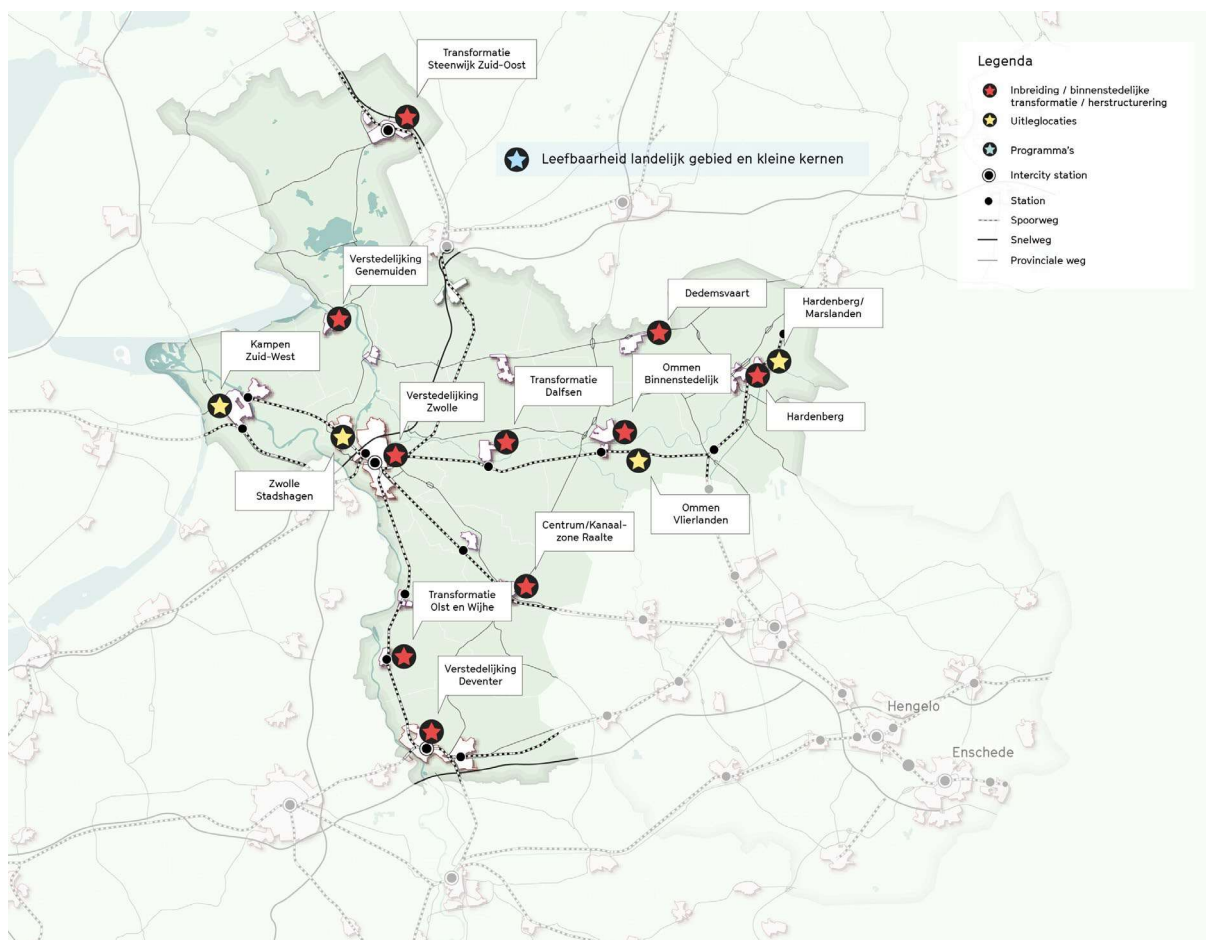 Transformatie
Steenwijk Zuid-Oost
Legenda
Inbreiding / binnenstedelijke
transformatie / herstructurering
Uitleglocaties
Programma's
Intercity station
Station
Spoorweg
Snelweg
Provinciale weg
Leefbaarheid landelijk gebied en kleine kernen
Verstedelijking
Genemuiden
Dedemsvaart
Hardenberg/
Marslanden
Kampen
Zuid-West
Verstedelijking
Zwolle
Transformatie
Dalfsen
Ommen
Binnenstedelijk
Hardenberg
Zwolle
Stadshagen
Ommen
Vlierlanden
Centrum/Kanaal-
zone Raalte
Transformatie
Olst en Wijhe
Verstedelijking
Deventer
Hengelo
Enschede